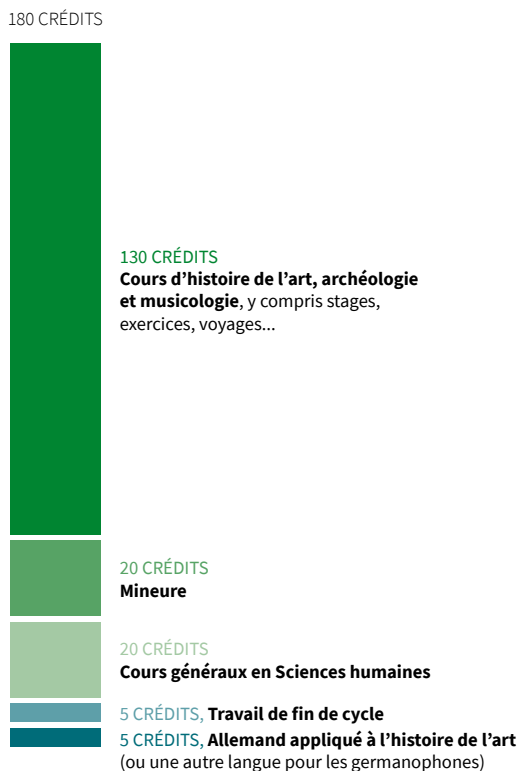 180 CRÉDITS
130 CRÉDITS
Cours d’histoire de l’art, archéologie
et musicologie, y compris stages,
exercices, voyages...
20 CRÉDITS
Mineure
20 CRÉDITS
Cours généraux en Sciences humaines
5 CRÉDITS, Travail de fin de cycle
5 CRÉDITS, Allemand appliqué à l’histoire de l’art
(ou une autre langue pour les germanophones)